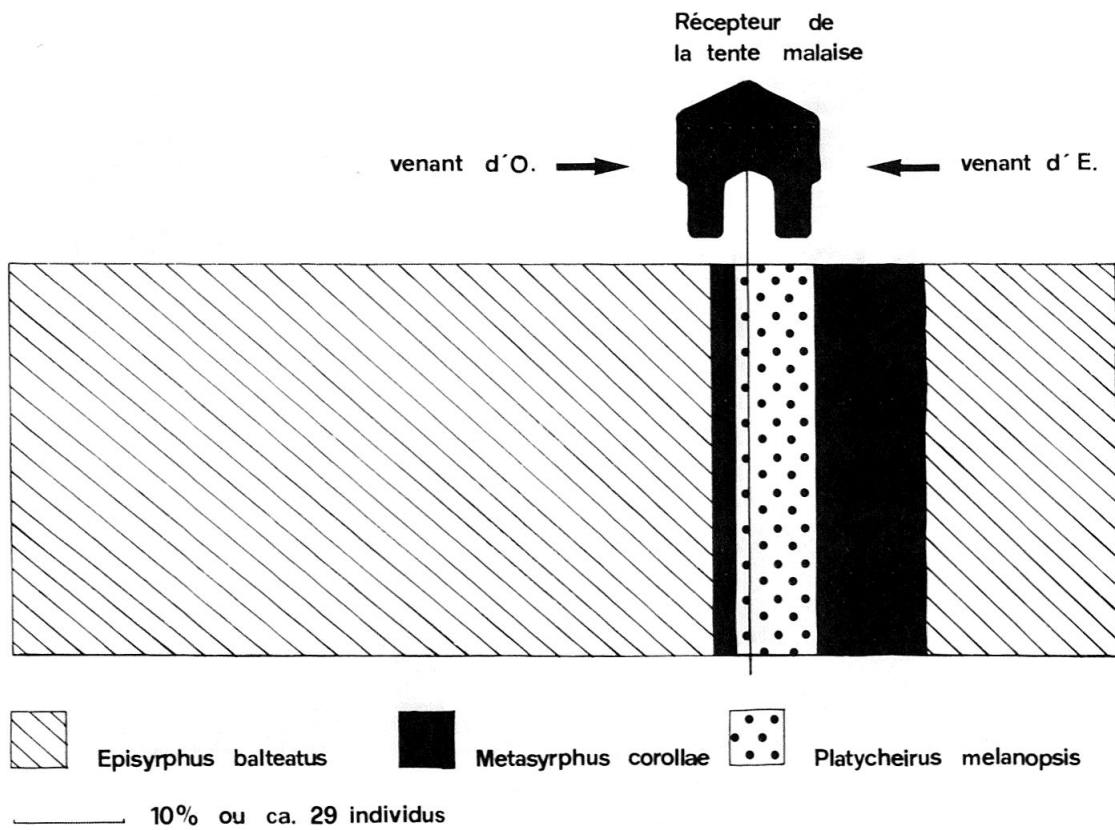 Récepteur de
la tente malaise
venant d´O.
venant d´ E.
Episyrphus balteatus
Metasyrphus corollae
Platycheirus melanopsis
10% ou ca. 29 individus